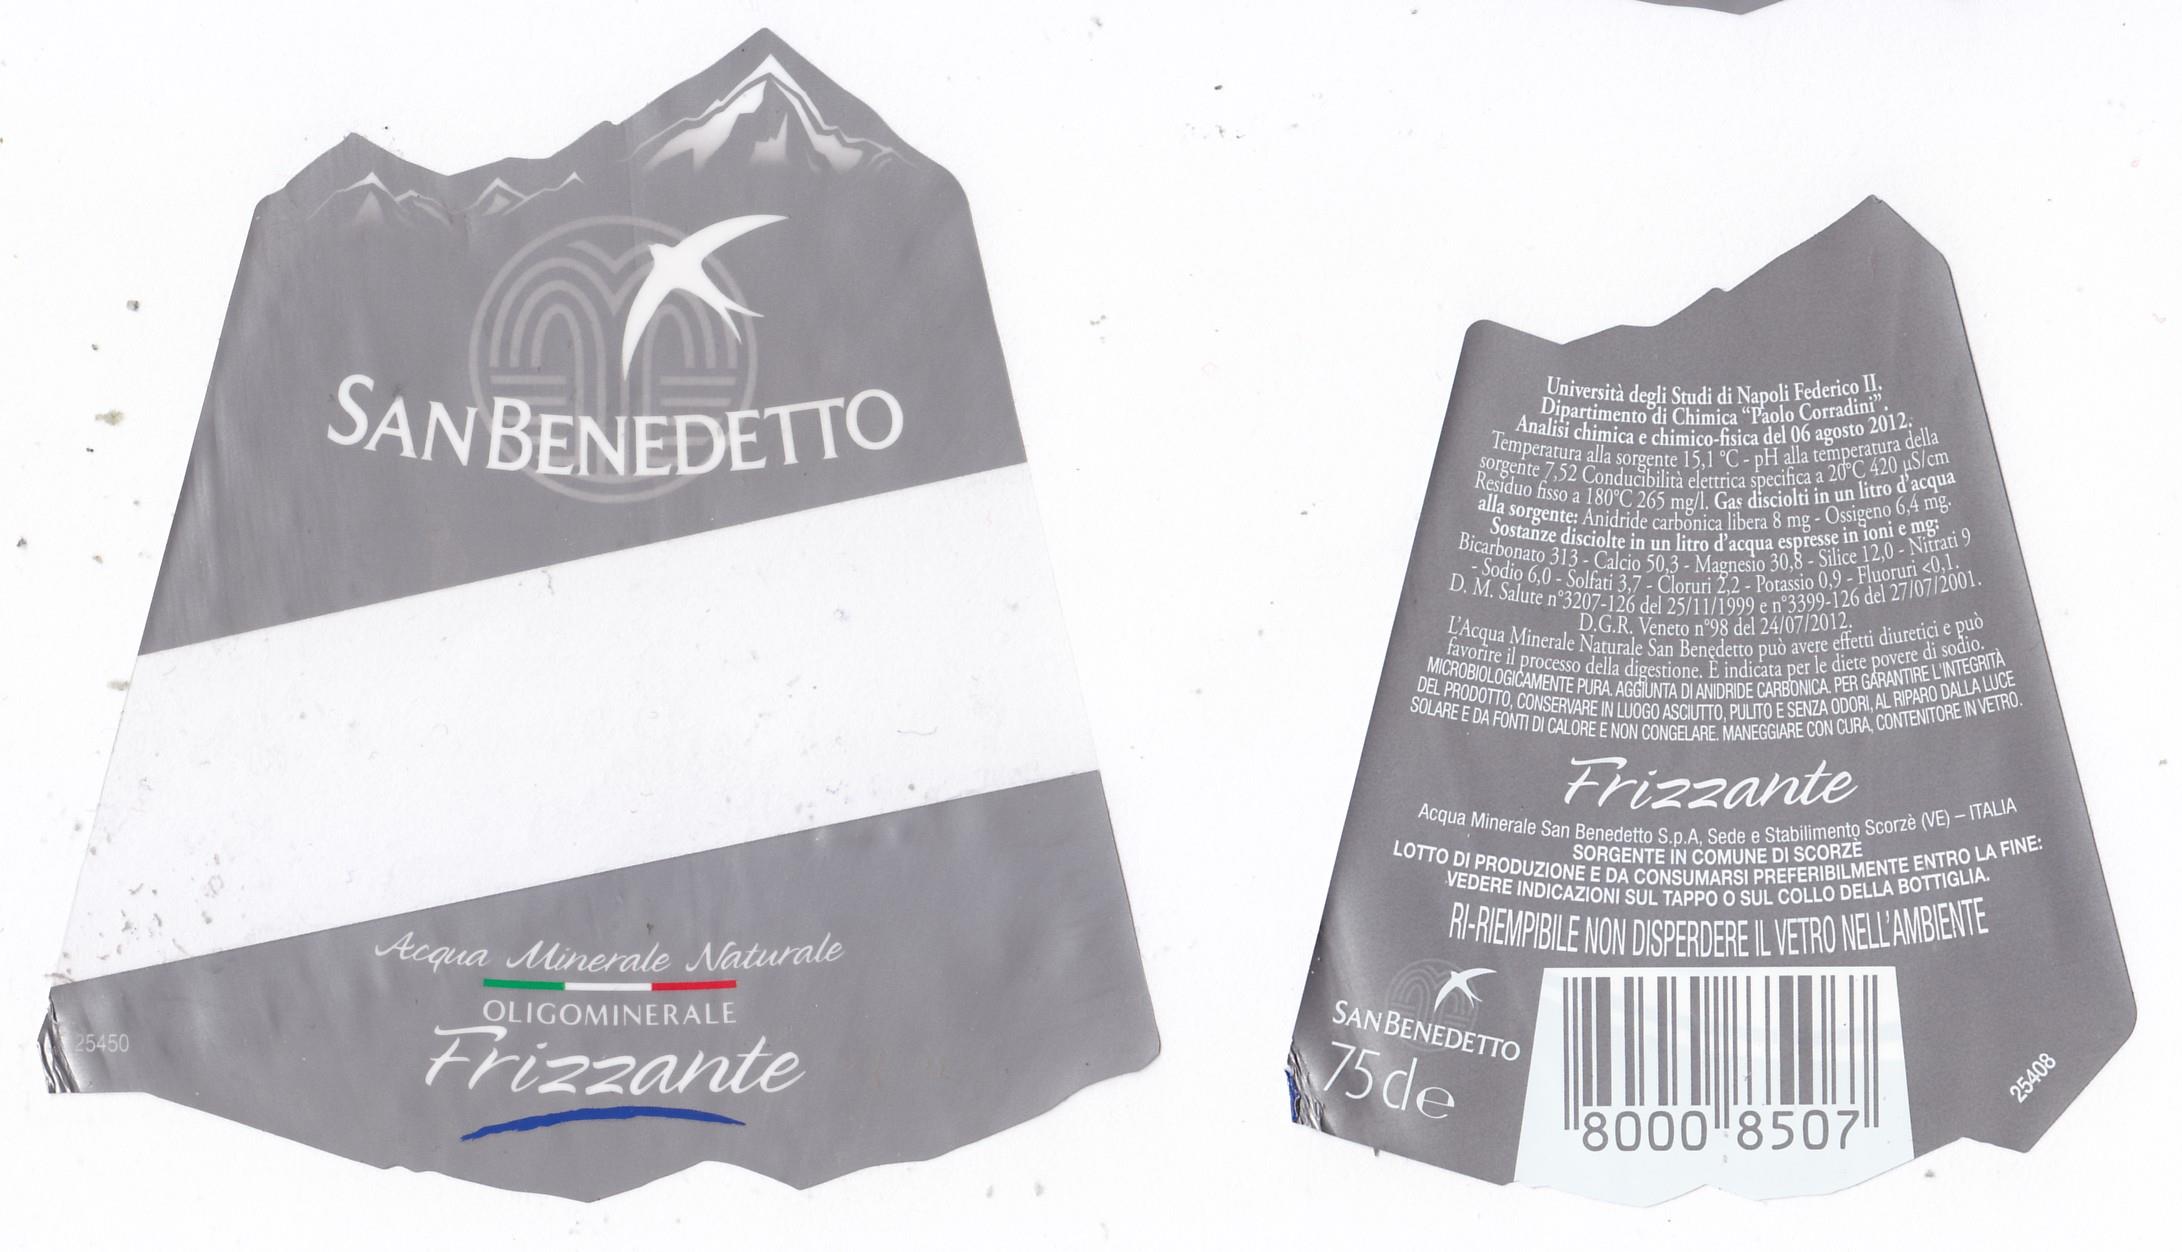 SAN BENEDETTO
Acqua Minerale Naturale
OLIGOMINERALE
Frizzante
25450
Università degli Studi di Napoli Federico II.
Dipartimento di Chimica "Paolo Corradini".
Analisi chimica e chimico-fisica del 06 agosto 2012.
Temperatura alla sorgente 15,1 °C - pH alla temperatura della
sorgente 7,52 Conducibilità elettrica specifica a 20°C 420 µS/cm
Residuo fisso a 180°C 265 mg/l. Gas disciolti in un litro d'acqua
alla sorgente: Anidride carbonica libera 8 mg - Ossigeno 6,4 mg.
Sostanze disciolte in un litro d'acqua espresse in ioni e mg:
Bicarbonato 313 - Calcio 50,3 - Magnesio 30,8 - Silice 12,0 - Nitrati 9
- Sodio 6,0 - Solfati 3,7 - Cloruri 2,2 - Potassio 0,9 - Fluoruri <0,1.
D. M. Salute n°3207-126 del 25/11/1999 e n°3399-126 del 27/07/2001.
D.G.R. Veneto n°98 del 24/07/2012.
L'Acqua Minerale Naturale San Benedetto può avere effetti diuretici e può
favorire il processo della digestione. È indicata per le diete povere di sodio.
MICROBIOLOGICAMENTE PURA. AGGIUNTA DI ANIDRIDE CARBONICA. PER GARANTIRE L'INTEGRITÀ
DEL PRODOTTO, CONSERVARE IN LUOGO ASCIUTTO, PULITO E SENZA ODORI, AL RIPARO DALLA LUCE
SOLARE E DA FONTI DI CALORE E NON CONGELARE. MANEGGIARE CON CURA, CONTENITORE IN VETRO.
Frizzante
Acqua Minerale San Benedetto S.p.A, Sede e Stabilimento Scorzè (VE) – ITALIA
SORGENTE IN COMUNE DI SCORZÈ
LOTTO DI PRODUZIONE E DA CONSUMARSI PREFERIBILMENTE ENTRO LA FINE:
VEDERE INDICAZIONI SUL TAPPO O SUL COLLO DELLA BOTTIGLIA.
RI-RIEMPIBILE NON DISPERDERE IL VETRO NELL'AMBIENTE
SAN BENEDETTO
75 cl e
8000 8507
25408